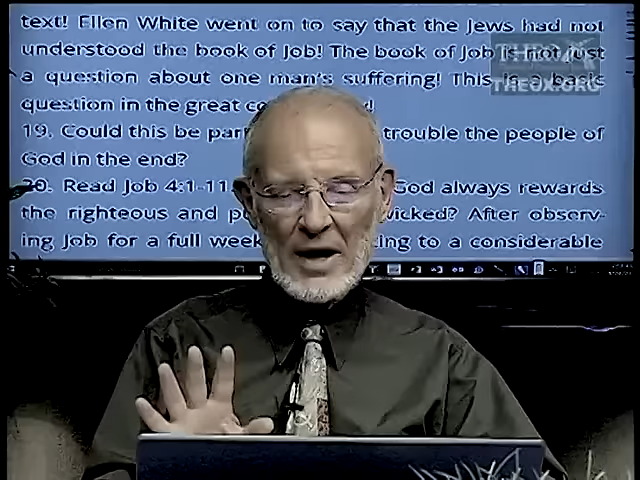 text! Ellen White went on to say that the Jews had not
understood the book of Job! The book of Job is not just
a question about one man's suffering! This is a basic
question in the great
19. Could this be trouble the people of
God in the end?
20. Read Job 4:1-11 God always rewards
the righteous and wicked? After observ-
ing Job for a full week to a considerable
THEOX
THEOX.ORG